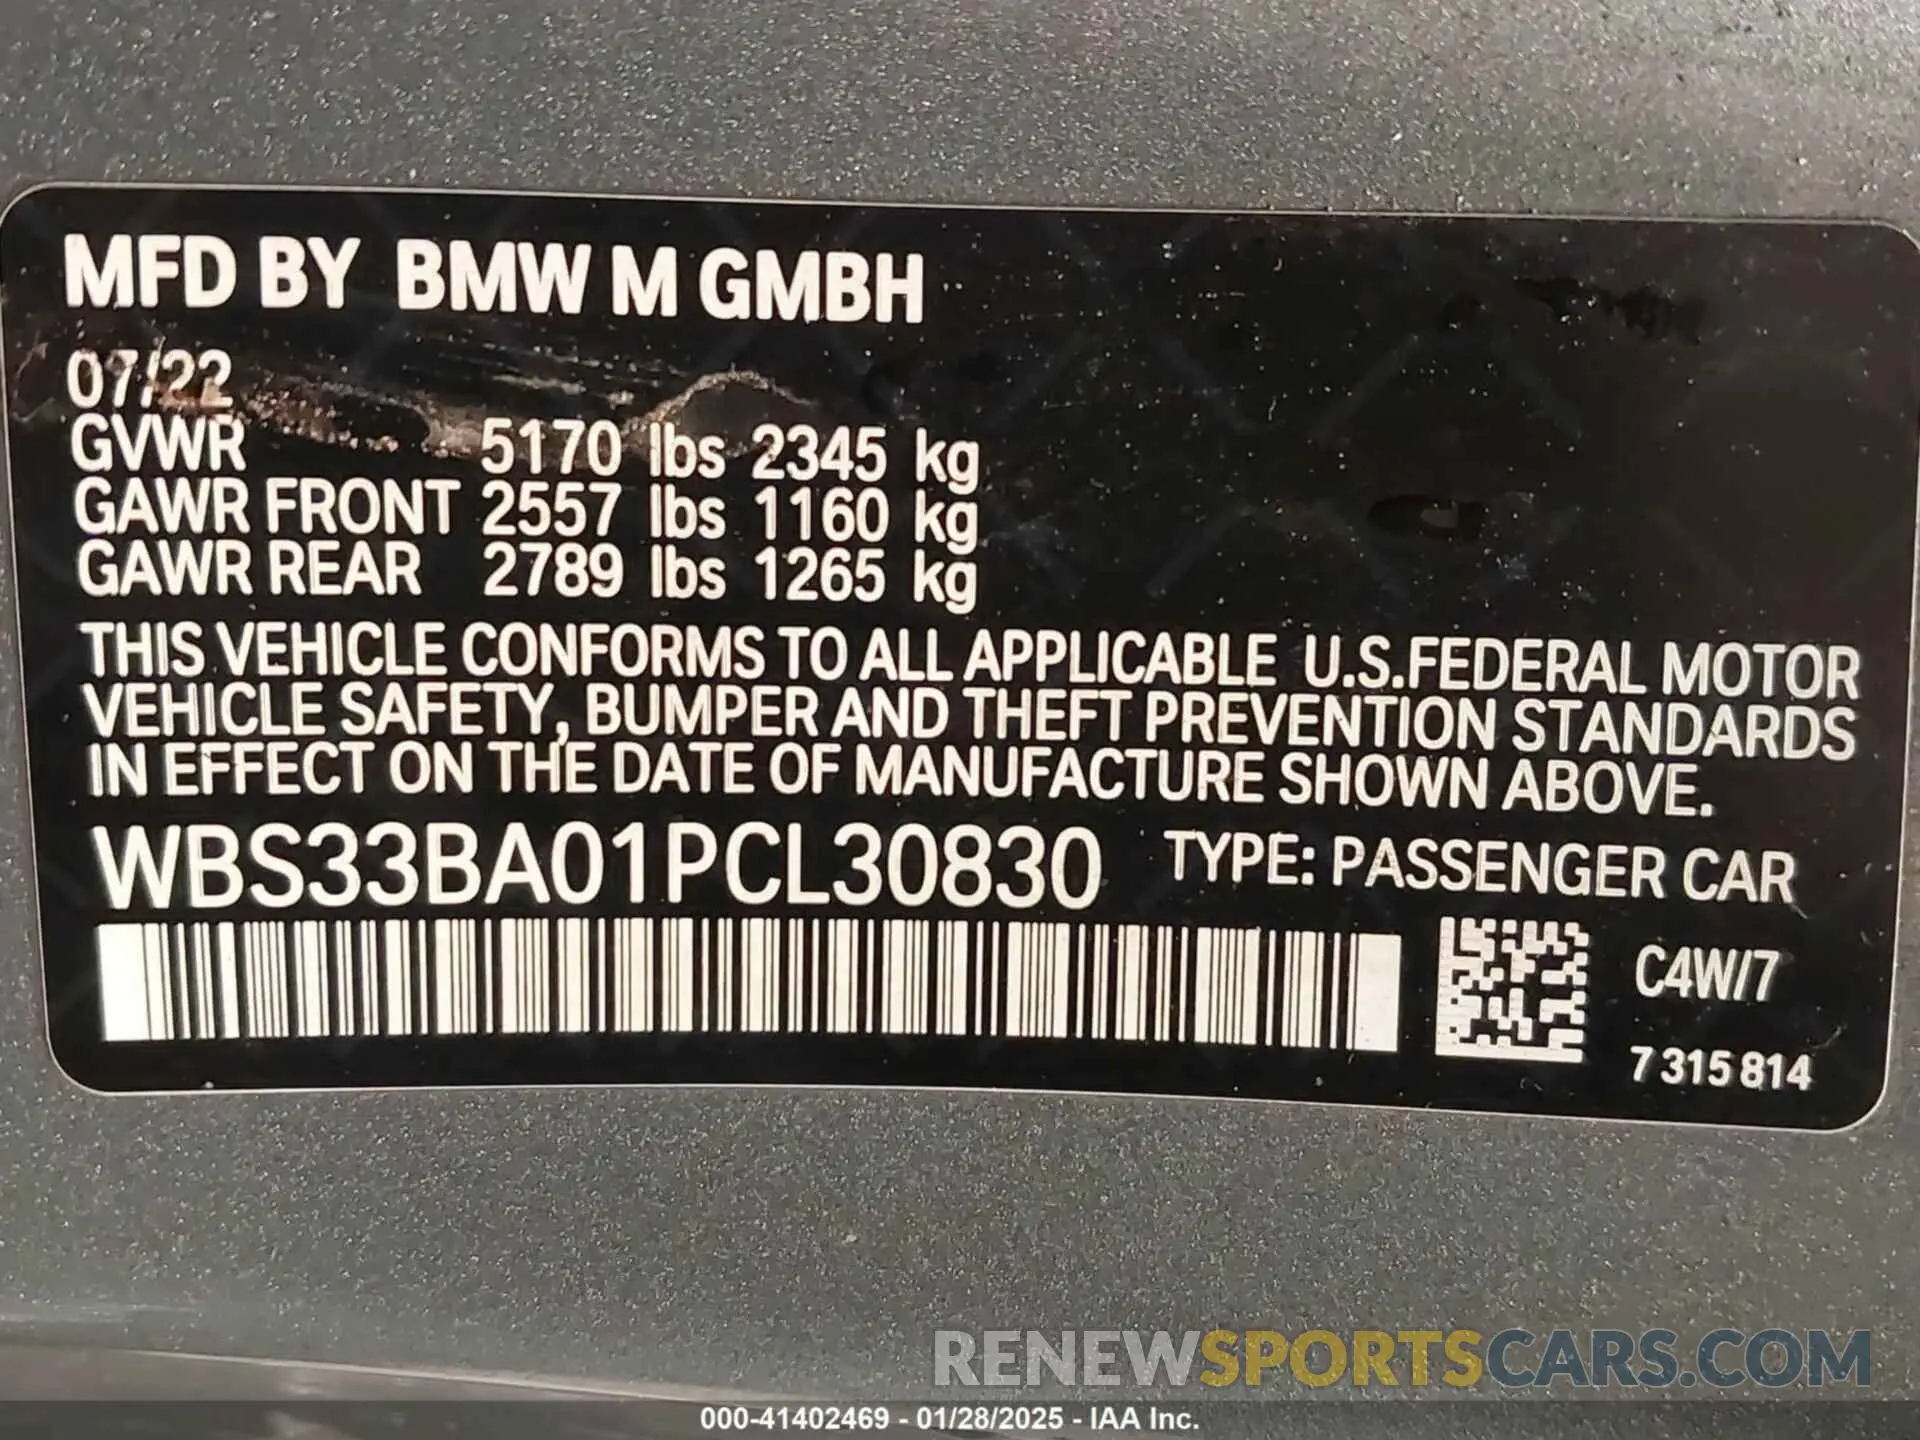 MFD BY BMW M GMBH
07/22
GVWR 5170 lbs 2345 kg
GAWR FRONT 2557 lbs 1160 kg
GAWR REAR 2789 lbs 1265 kg
THIS VEHICLE CONFORMS TO ALL APPLICABLE U.S.FEDERAL MOTOR
VEHICLE SAFETY, BUMPER AND THEFT PREVENTION STANDARDS
IN EFFECT ON THE DATE OF MANUFACTURE SHOWN ABOVE.
WBS33BA01PCL30830 TYPE: PASSENGER CAR
C4W/7
7 315 814
RENEWSPORTSCARS.COM
000-41402469 - 01/28/2025 - IAA Inc.